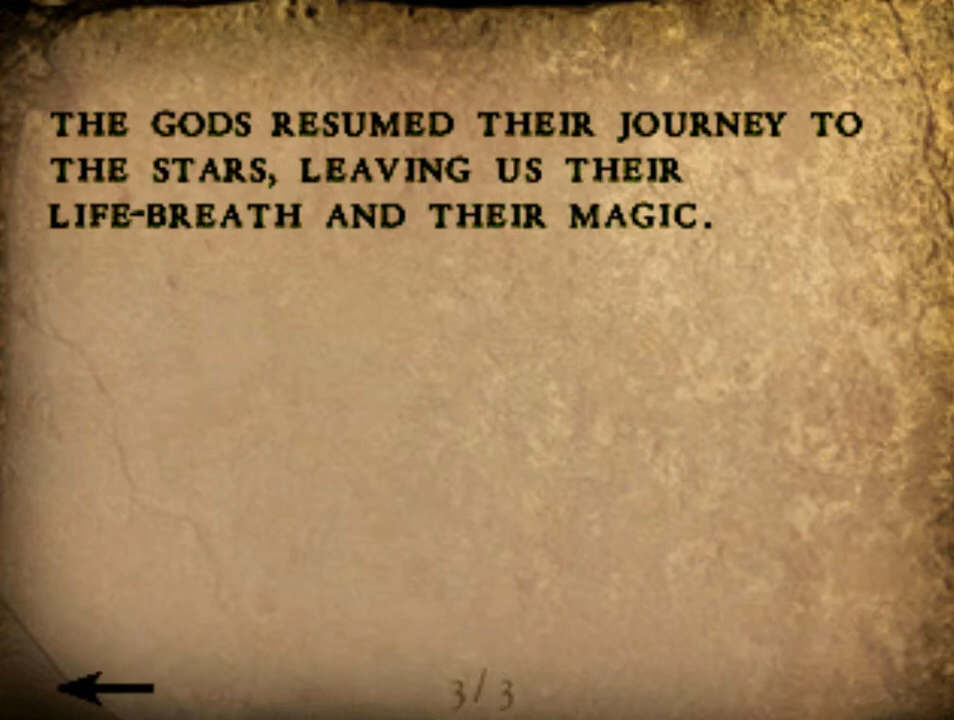 THE GODS RESUMED THEIR JOURNEY TO
THE STARS, LEAVING US THEIR
LIFE-BREATH AND THEIR MAGIC.
3/3